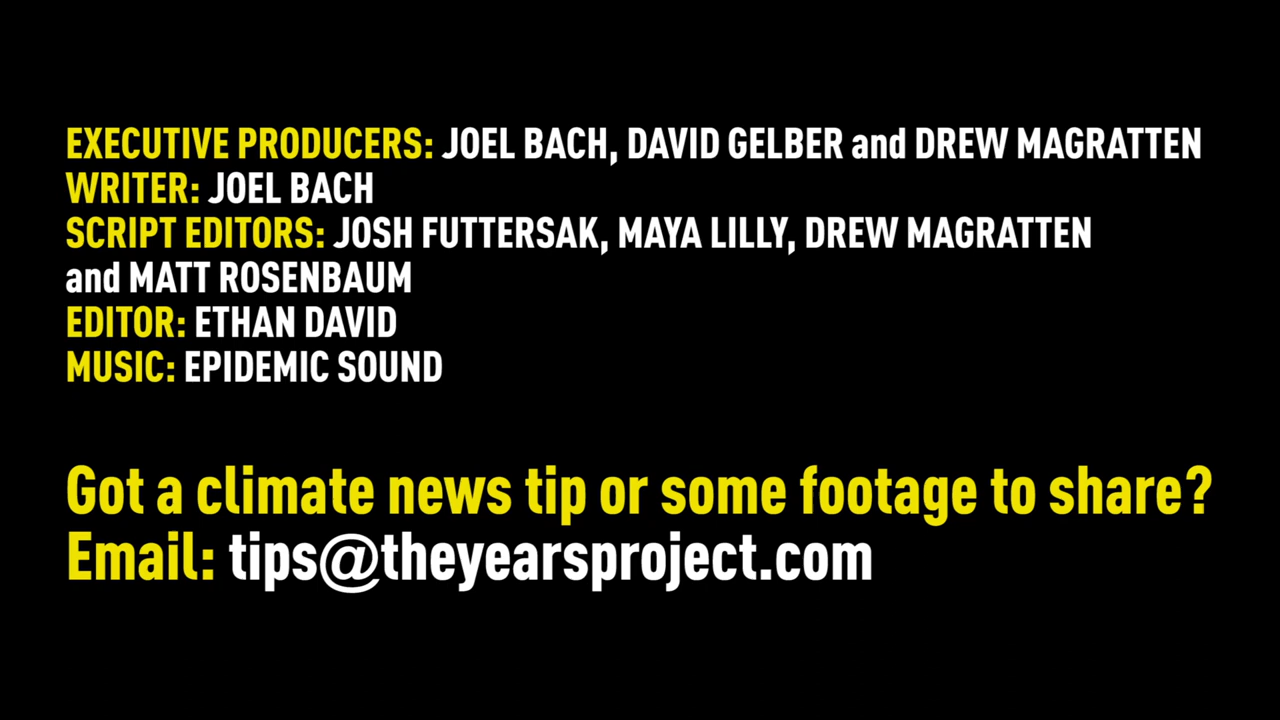 EXECUTIVE PRODUCERS: JOEL BACH, DAVID GELBER and DREW MAGRATTEN
WRITER: JOEL BACH
SCRIPT EDITORS: JOSH FUTTERSAK, MAYA LILLY, DREW MAGRATTEN
and MATT ROSENBAUM
EDITOR: ETHAN DAVID
MUSIC: EPIDEMIC SOUND
Got a climate news tip or some footage to share?
Email: tips@theyearsproject.com